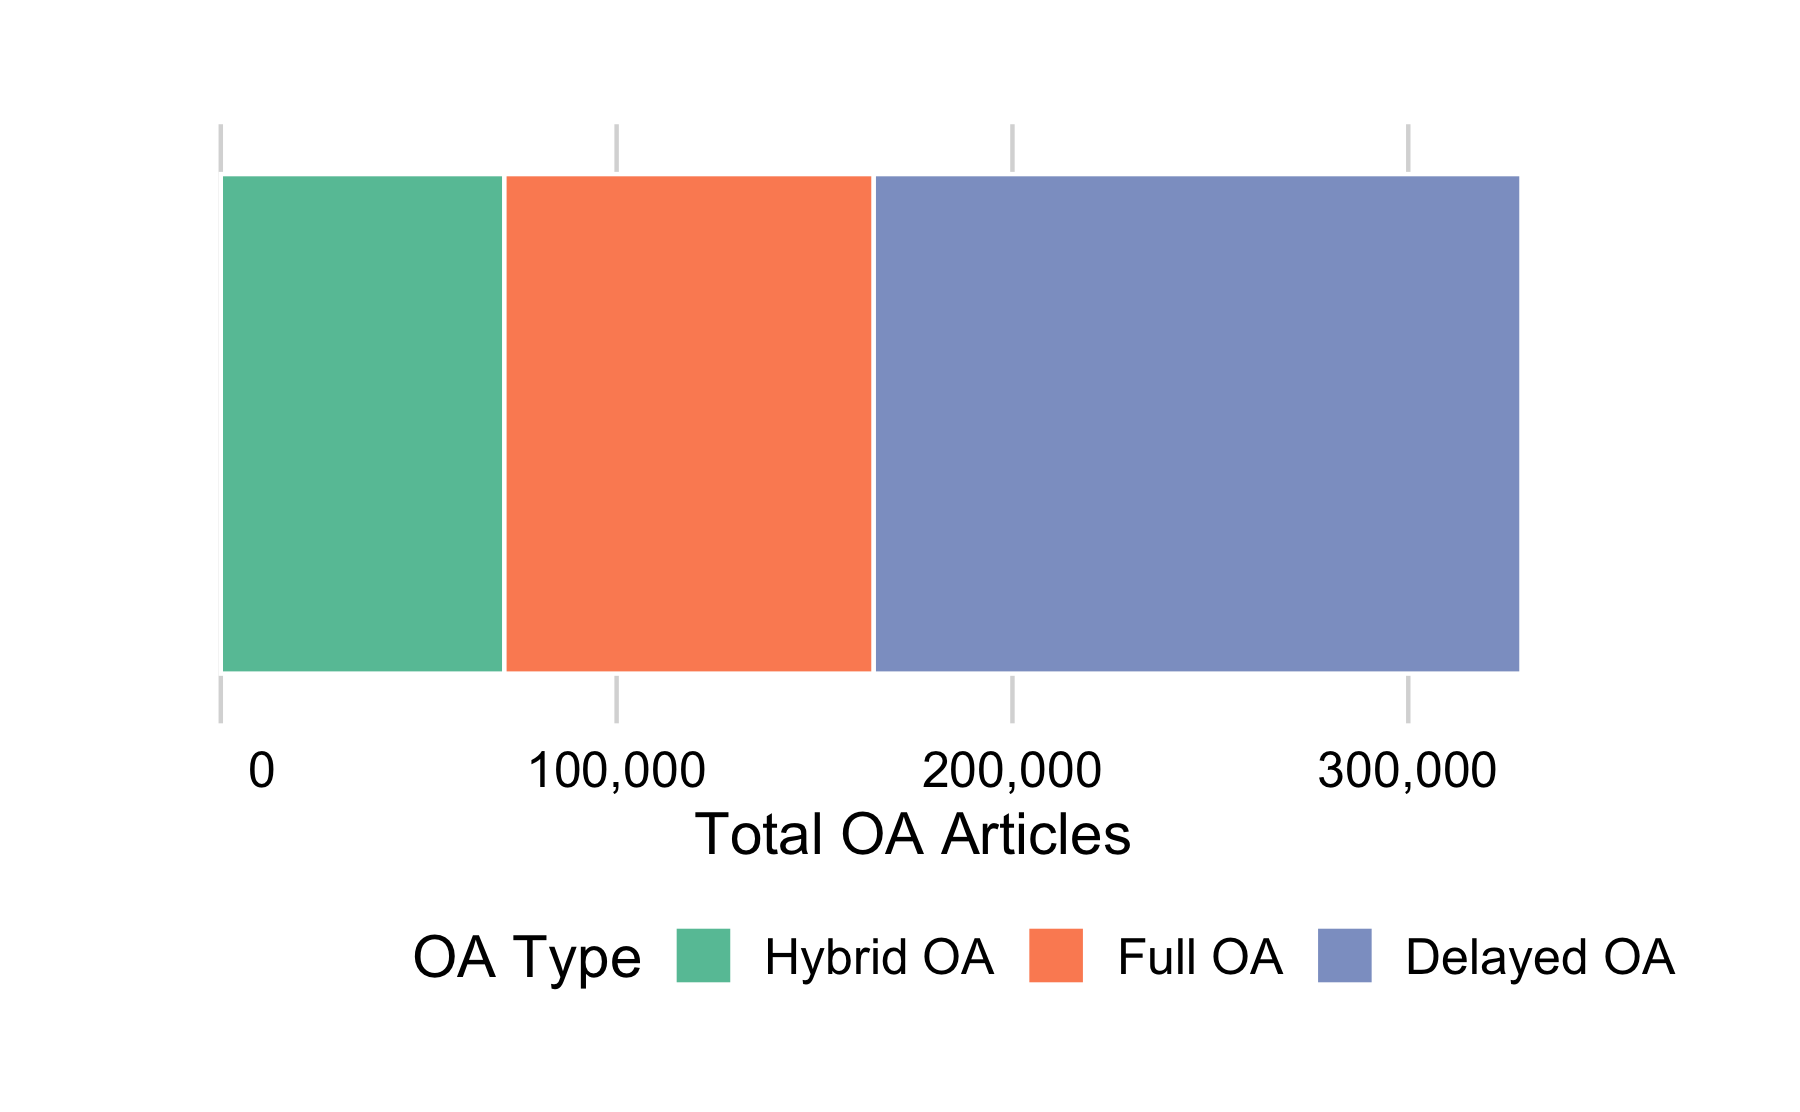 0 100,000 200,000 300,000
Total OA Articles
OA Type Hybrid OA Full OA Delayed OA